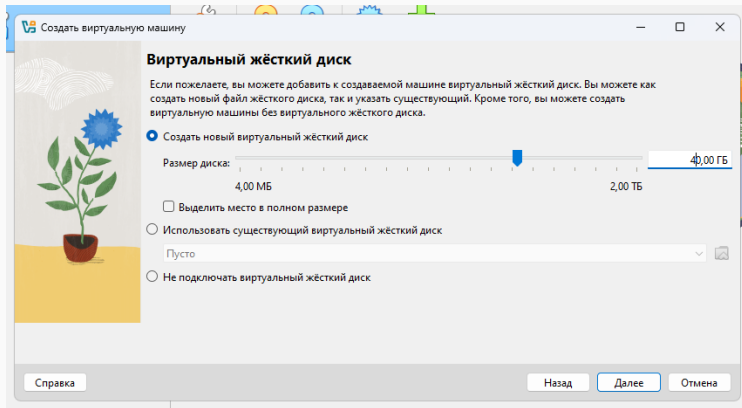 Создать виртуальную машину
Виртуальный жёсткий диск
Если пожелаете, вы можете добавить к создаваемой машине виртуальный жёсткий диск. Вы можете как
создать новый файл жёсткого диска, так и указать существующий. Кроме того, вы можете создать
виртуальную машины без виртуального жёсткого диска.
Создать новый виртуальный жёсткий диск
Размер диска: 40,00 ГБ
4,00 МБ 2,00 ТБ
Выделить место в полном размере
Использовать существующий виртуальный жёсткий диск
Пусто
Не подключать виртуальный жёсткий диск
Справка Назад Далее Отмена